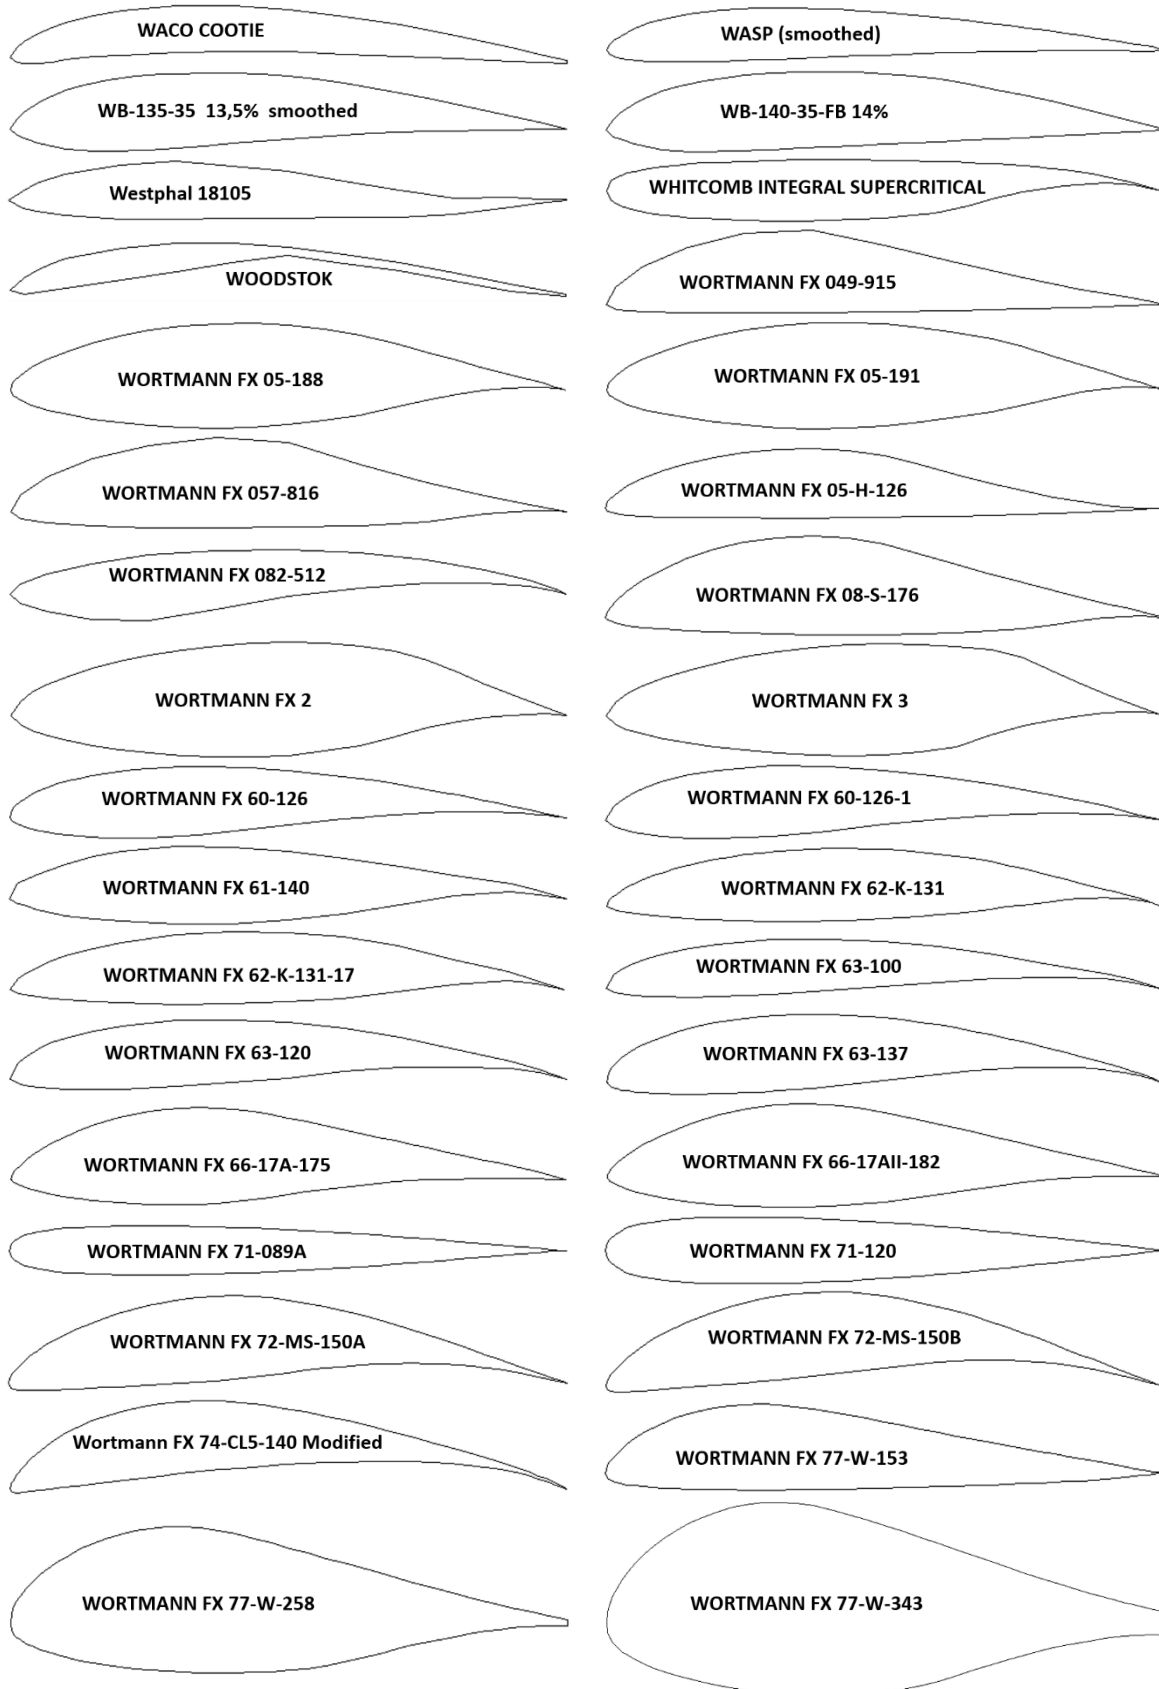 WACO COOTIE
WASP (smoothed)
WB-135-35 13,5% smoothed
WB-140-35-FB 14%
Westphal 18105
WHITCOMB INTEGRAL SUPERCRITICAL
WOODSTOK
WORTMANN FX 049-915
WORTMANN FX 05-188
WORTMANN FX 05-191
WORTMANN FX 057-816
WORTMANN FX 05-H-126
WORTMANN FX 082-512
WORTMANN FX 08-S-176
WORTMANN FX 2
WORTMANN FX 3
WORTMANN FX 60-126
WORTMANN FX 60-126-1
WORTMANN FX 61-140
WORTMANN FX 62-K-131
WORTMANN FX 62-K-131-17
WORTMANN FX 63-100
WORTMANN FX 63-120
WORTMANN FX 63-137
WORTMANN FX 66-17A-175
WORTMANN FX 66-17AII-182
WORTMANN FX 71-089A
WORTMANN FX 71-120
WORTMANN FX 72-MS-150A
WORTMANN FX 72-MS-150B
Wortmann FX 74-CL5-140 Modified
WORTMANN FX 77-W-153
WORTMANN FX 77-W-258
WORTMANN FX 77-W-343